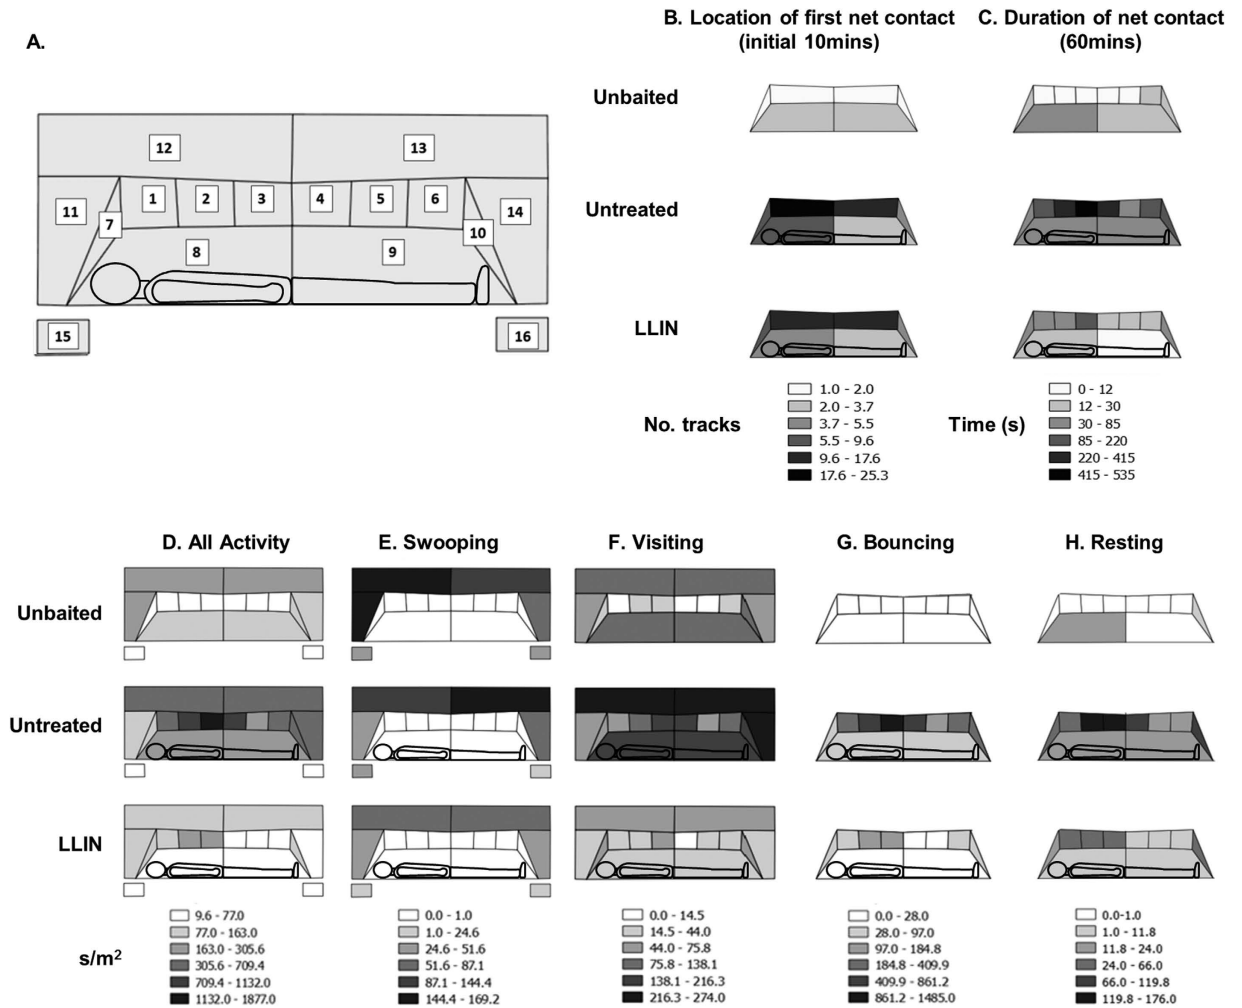 A.
B. Location of first net contact
(initial 10mins)
C. Duration of net contact
(60mins)
12
13
1
2
3
4
5
6
11
7
14
10
8
9
15
16
Unbaited
Untreated
LLIN
No. tracks
1.0 - 2.0
2.0 - 3.7
3.7 - 5.5
5.5 - 9.6
9.6 - 17.6
17.6 - 25.3
Time (s)
0 - 12
12 - 30
30 - 85
85 - 220
220 - 415
415 - 535
D. All Activity
E. Swooping
F. Visiting
G. Bouncing
H. Resting
Unbaited
Untreated
LLIN
s/m²
9.6 - 77.0
77.0 - 163.0
163.0 - 305.6
305.6 - 709.4
709.4 - 1132.0
1132.0 - 1877.0
0.0 - 1.0
1.0 - 24.6
24.6 - 51.6
51.6 - 87.1
87.1 - 144.4
144.4 - 169.2
0.0 - 14.5
14.5 - 44.0
44.0 - 75.8
75.8 - 138.1
138.1 - 216.3
216.3 - 274.0
0.0 - 28.0
28.0 - 97.0
97.0 - 184.8
184.8 - 409.9
409.9 - 861.2
861.2 - 1485.0
0.0-1.0
1.0 - 11.8
11.8 - 24.0
24.0 - 66.0
66.0 - 119.8
119.8 - 176.0